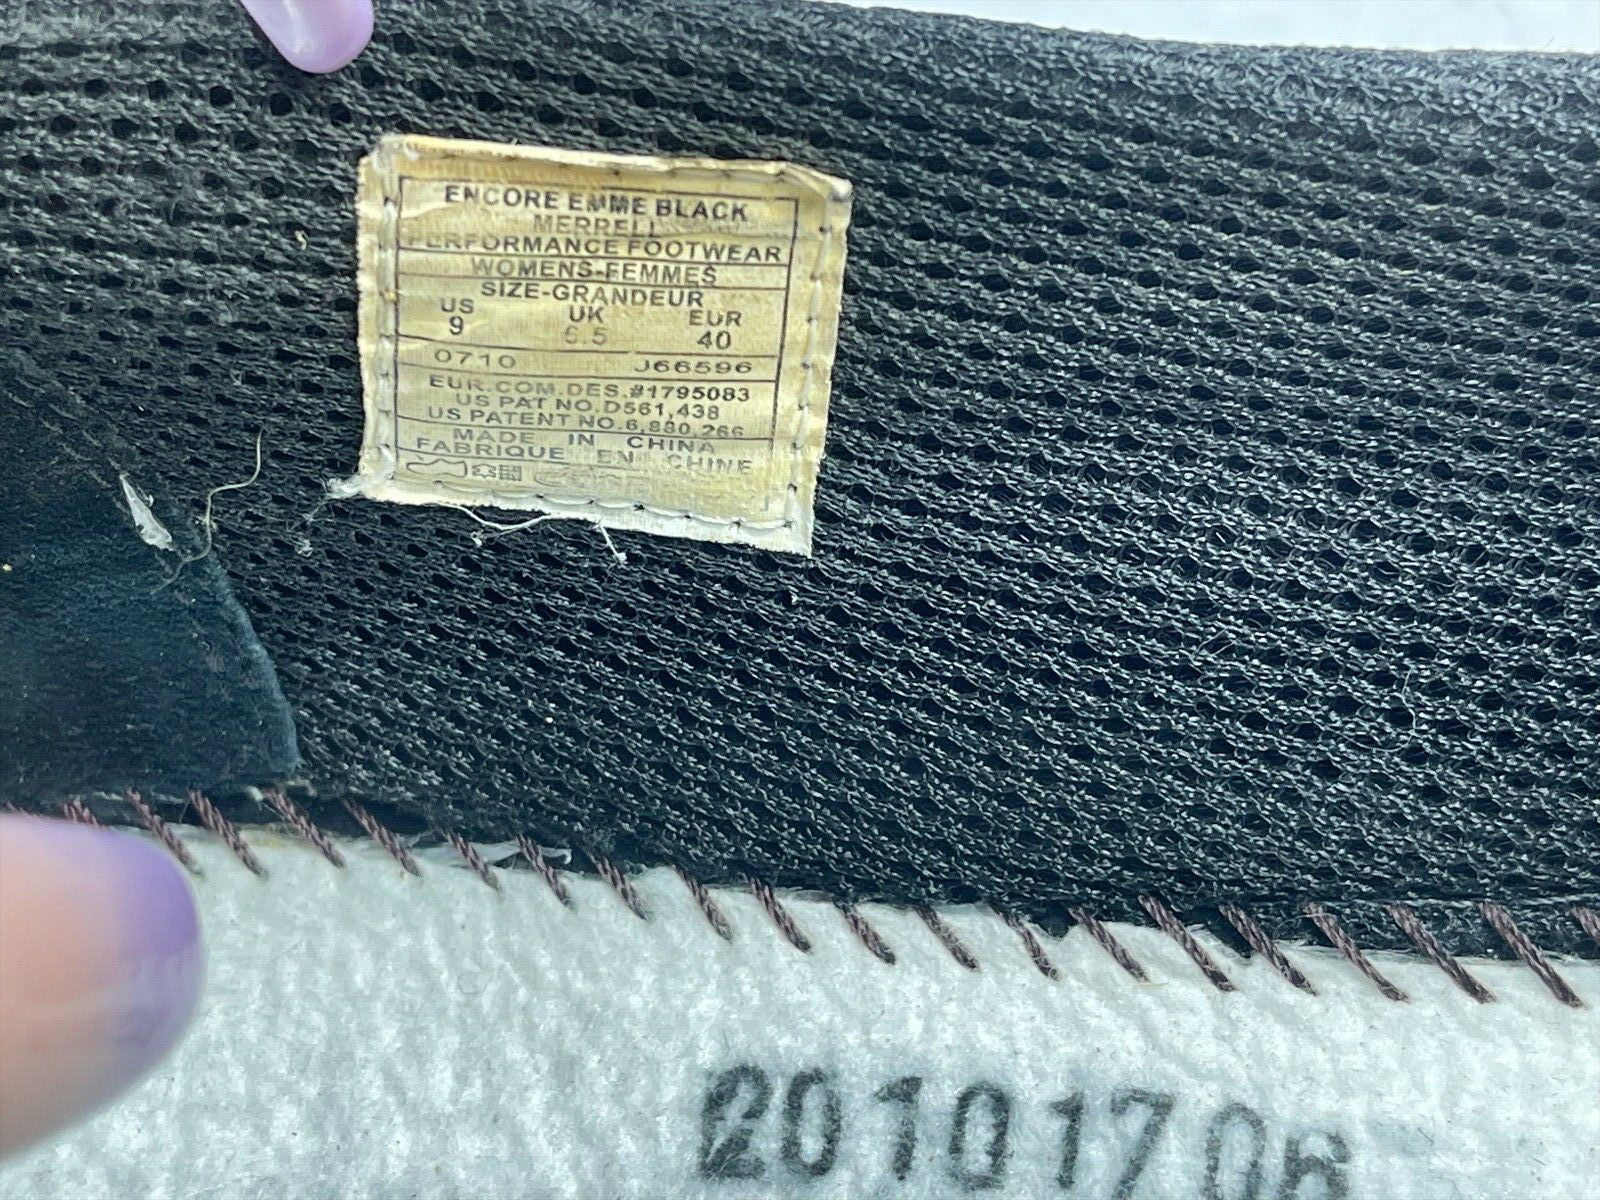 ENCORE EMME BLACK
MERRELL
PERFORMANCE FOOTWEAR
WOMENS-FEMMES
SIZE-GRANDEUR
US UK EUR
9 6.5 40
0710 J66596
EUR.COM.DES.#1795083
US PAT NO.D561,438
US PATENT NO.6,880,266
MADE IN CHINA
FABRIQUE EN CHINE
20101706